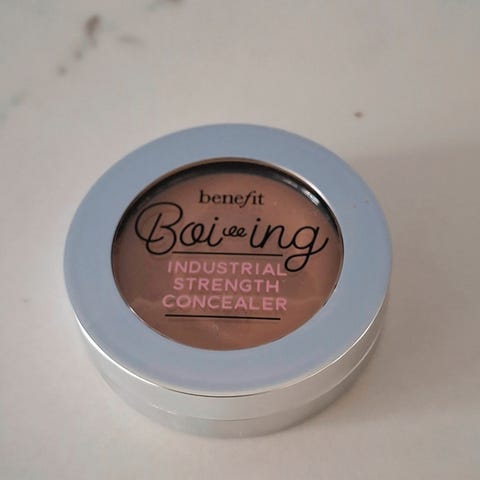 benefit
Boi-ing
INDUSTRIAL
STRENGTH
CONCEALER